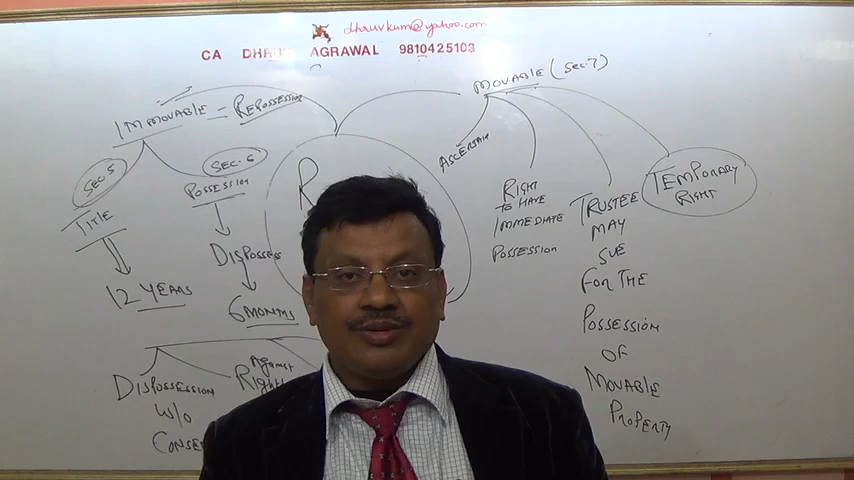 dhruvkum@yahoo.com
CA DHRUV AGRAWAL 9810425103
IMMOVABLE = REPOSSESSION
MOVABLE (SEC-7)
SEC-5
TITLE
12 YEARS
SEC-6
POSSESSION
DISPOSSESS
6 MONTHS
DISPOSSESSION
W/O
CONSE
Against
Right
R
ASCERTAIN
RIGHT
TO HAVE
IMMEDIATE
POSSESSION
TRUSTEE
MAY
SUE
FOR THE
POSSESSION
OF
MOVABLE
PROPERTY
TEMPORARY
RIGHT